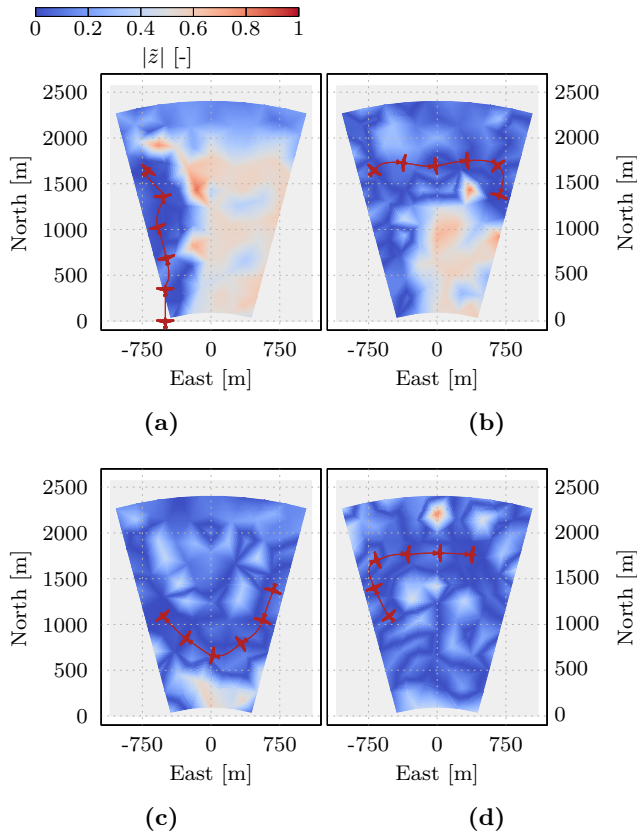 0 0.2 0.4 0.6 0.8 1
|z̃| [-]
2500 2500
2000 2000
1500 1500
1000 1000
500 500
0 0
North [m] North [m]
-750 0 750 -750 0 750
East [m] East [m]
(a) (b)
2500 2500
2000 2000
1500 1500
1000 1000
500 500
0 0
North [m] North [m]
-750 0 750 -750 0 750
East [m] East [m]
(c) (d)